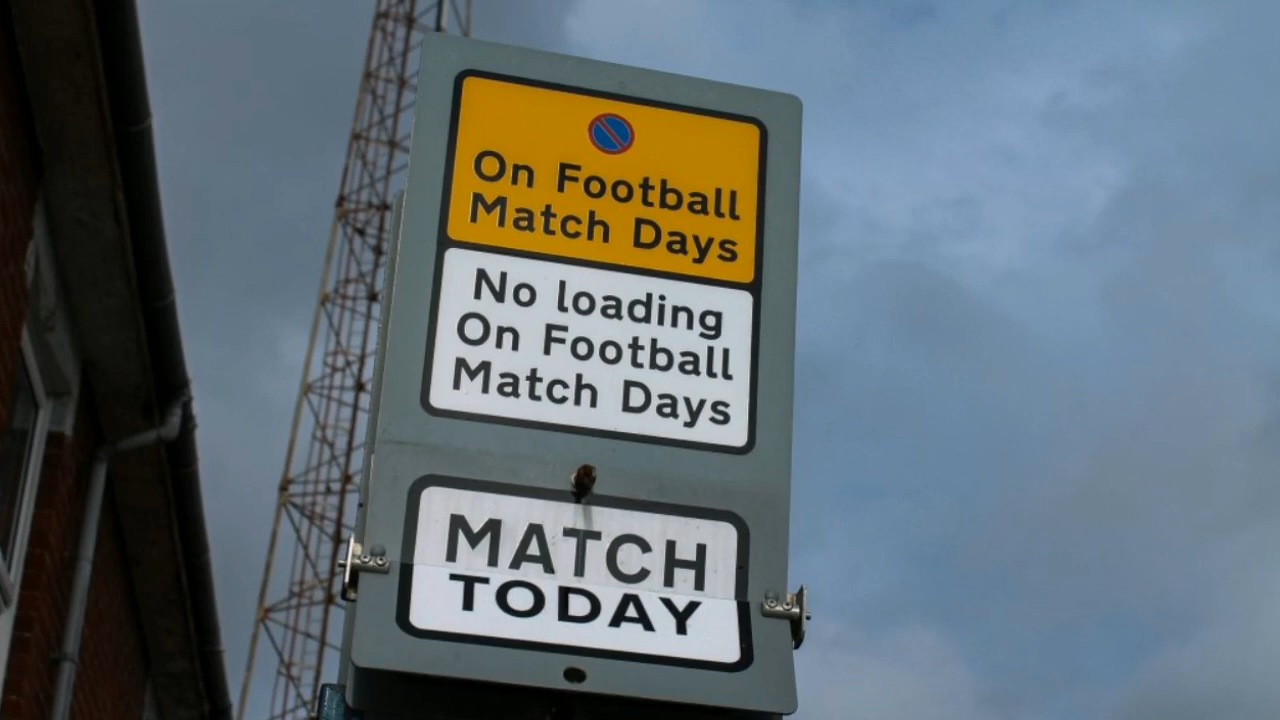 On Football
Match Days
No loading
On Football
Match Days
MATCH
TODAY